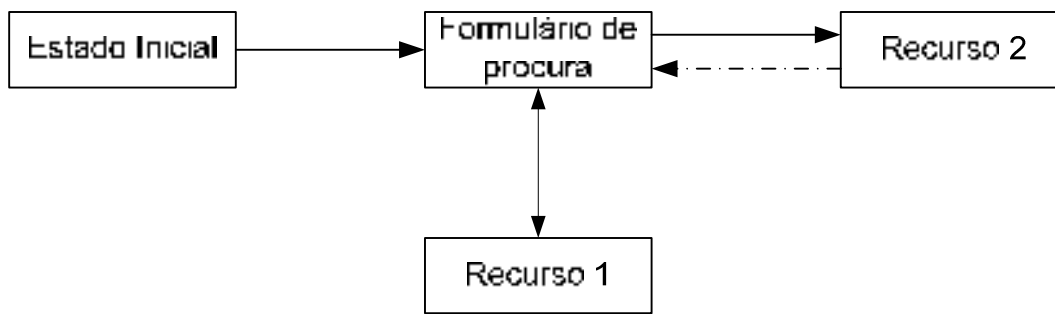 Estado Inicial
Formulário de
procura
Recurso 2
Recurso 1